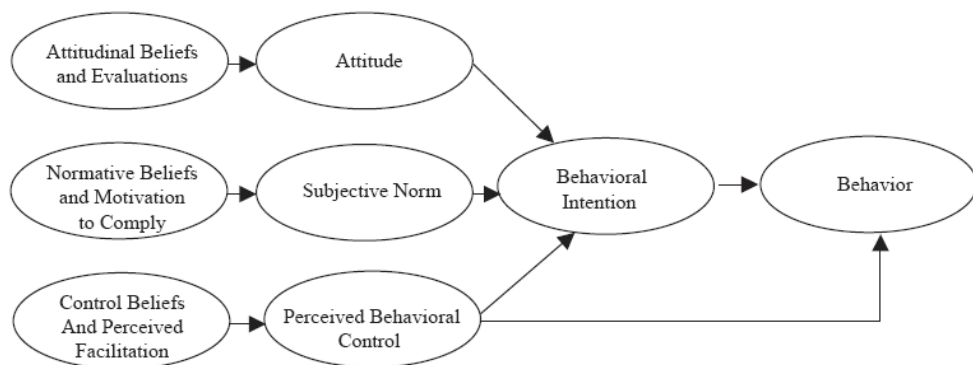 Attitudinal Beliefs
and Evaluations
Attitude
Normative Beliefs
and Motivation
to Comply
Subjective Norm
Behavioral
Intention
Behavior
Control Beliefs
And Perceived
Facilitation
Perceived Behavioral
Control